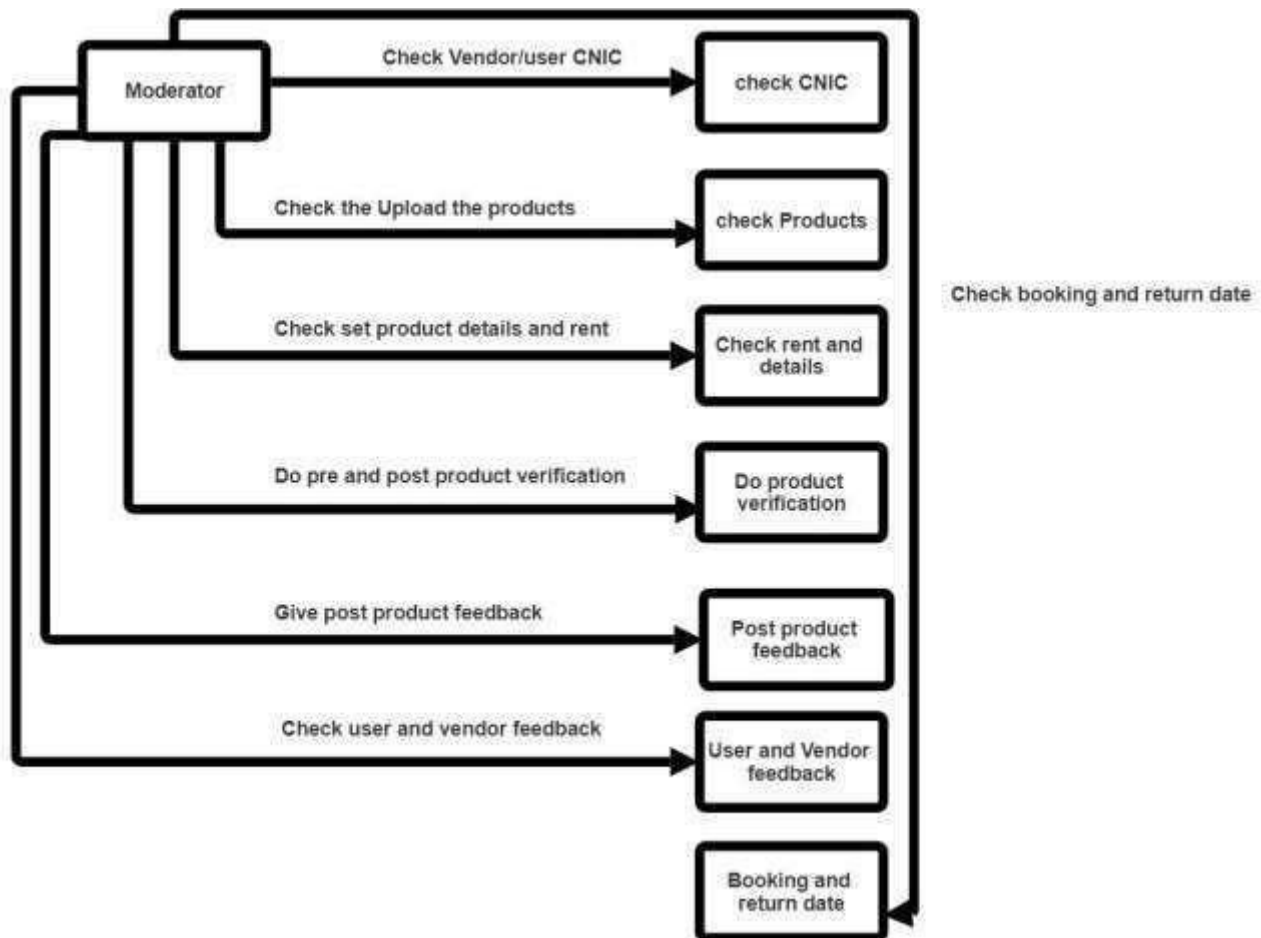 Check Vendor/user CNIC
Moderator
check CNIC
Check the Upload the products
check Products
Check booking and return date
Check set product details and rent
Check rent and
details
Do pre and post product verification
Do product
verification
Give post product feedback
Post product
feedback
Check user and vendor feedback
User and Vendor
feedback
Booking and
return date